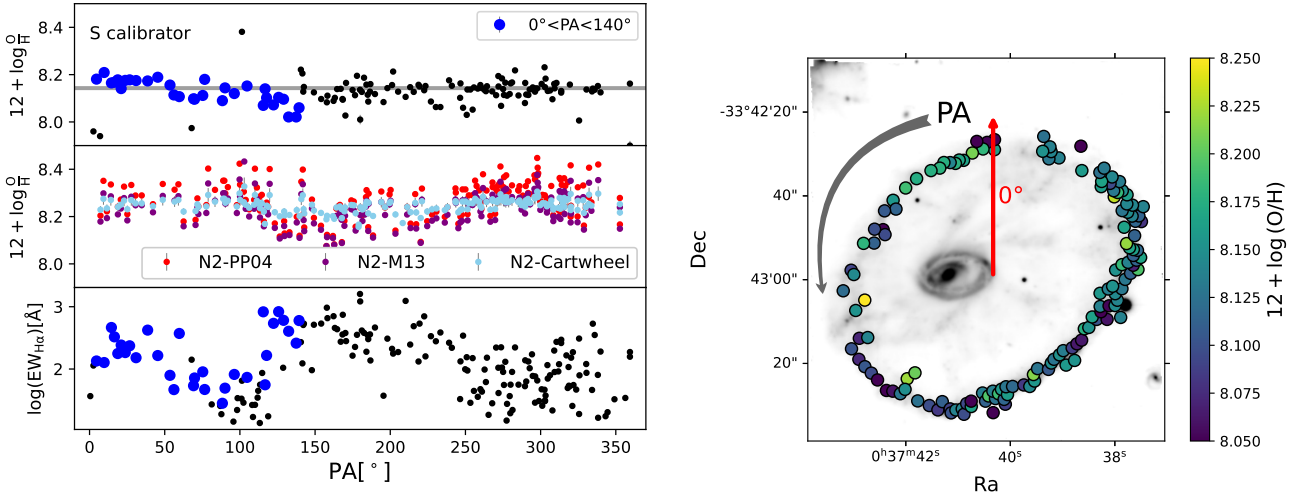 S calibrator
0°<PA<140°
12 + log O/H
8.4
8.2
8.0
12 + log O/H
8.4
8.2
8.0
N2-PP04
N2-M13
N2-Cartwheel
log(EW_Hα)[Å]
3
2
0
50
100
150
200
250
300
350
PA[°]
PA
0°
Dec
-33°42'20"
40"
43'00"
20"
0ʰ37ᵐ42ˢ
40ˢ
38ˢ
Ra
8.250
8.225
8.200
8.175
8.150
8.125
8.100
8.075
8.050
12 + log (O/H)